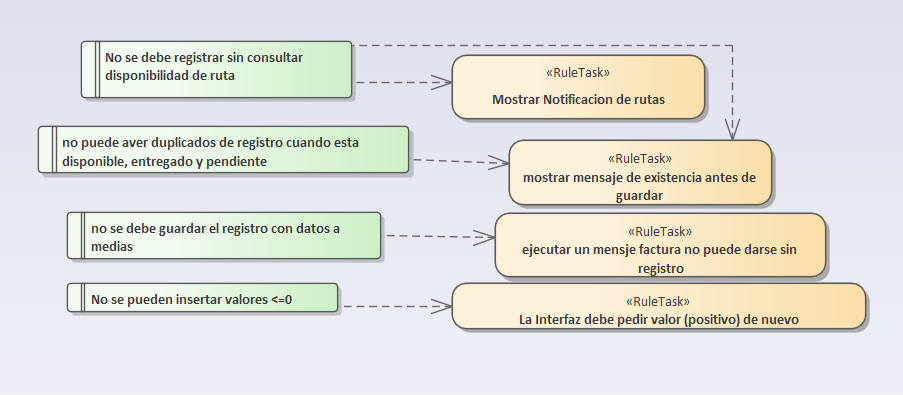 No se debe registrar sin consultar
disponibilidad de ruta
«RuleTask»
Mostrar Notificacion de rutas
no puede aver duplicados de registro cuando esta
disponible, entregado y pendiente
«RuleTask»
mostrar mensaje de existencia antes de
guardar
no se debe guardar el registro con datos a
medias
«RuleTask»
ejecutar un mensje factura no puede darse sin
registro
No se pueden insertar valores <=0
«RuleTask»
La Interfaz debe pedir valor (positivo) de nuevo